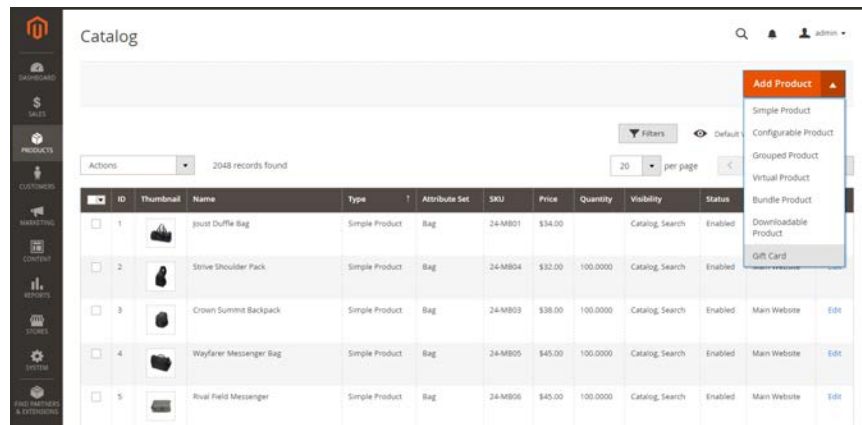 Catalog
admin
DASHBOARD
SALES
PRODUCTS
CUSTOMERS
MARKETING
CONTENT
REPORTS
STORES
SYSTEM
FIND PARTNERS
& EXTENSIONS
Add Product
Simple Product
Configurable Product
Grouped Product
Virtual Product
Bundle Product
Downloadable
Product
Gift Card
Filters Default
Actions 2048 records found 20 per page
ID Thumbnail Name Type ↑ Attribute Set SKU Price Quantity Visibility Status
1 Joust Duffle Bag Simple Product Bag 24-MB01 $34.00 Catalog, Search Enabled
2 Strive Shoulder Pack Simple Product Bag 24-MB04 $32.00 100.0000 Catalog, Search Enabled Main Website Edit
3 Crown Summit Backpack Simple Product Bag 24-MB03 $38.00 100.0000 Catalog, Search Enabled Main Website Edit
4 Wayfarer Messenger Bag Simple Product Bag 24-MB05 $45.00 100.0000 Catalog, Search Enabled Main Website Edit
5 Rival Field Messenger Simple Product Bag 24-MB06 $45.00 100.0000 Catalog, Search Enabled Main Website Edit